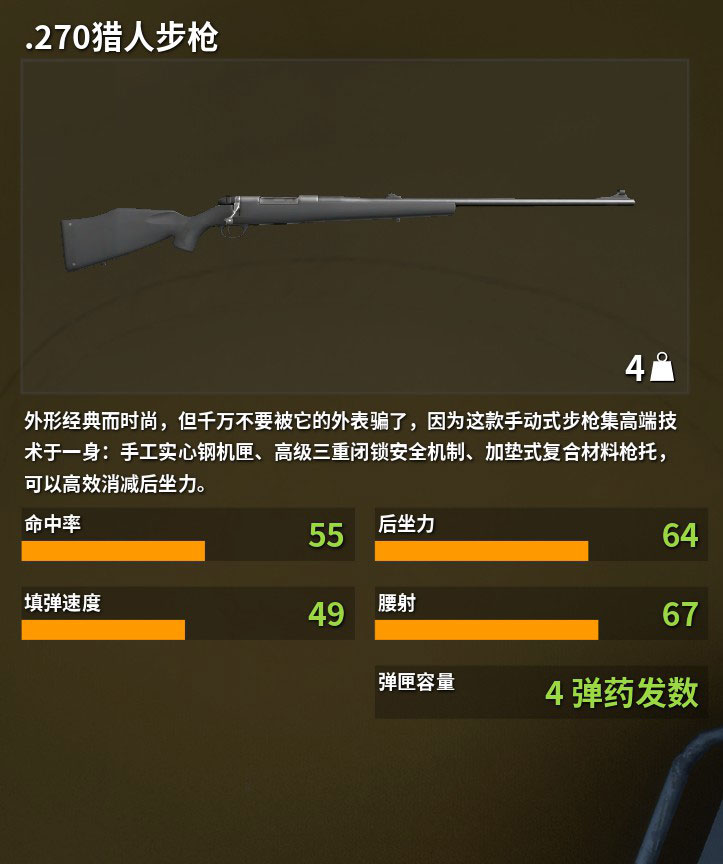 .270猎人步枪
4
外形经典而时尚，但千万不要被它的外表骗了，因为这款手动式步枪集高端技
术于一身：手工实心钢机匣、高级三重闭锁安全机制、加垫式复合材料枪托，
可以高效消减后坐力。
命中率 55
后坐力 64
填弹速度 49
腰射 67
弹匣容量 4 弹药发数